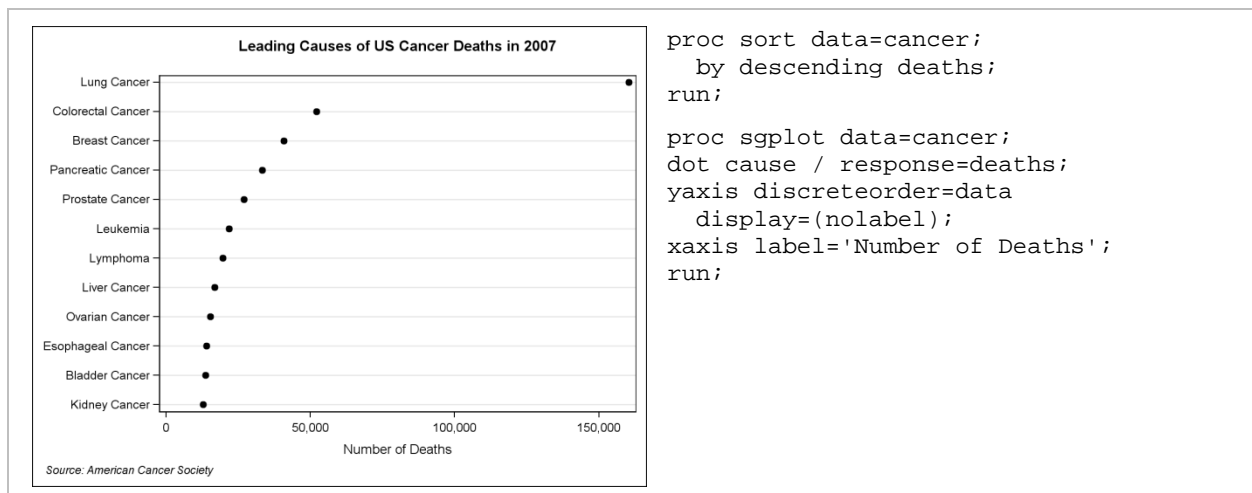 Leading Causes of US Cancer Deaths in 2007
Lung Cancer
Colorectal Cancer
Breast Cancer
Pancreatic Cancer
Prostate Cancer
Leukemia
Lymphoma
Liver Cancer
Ovarian Cancer
Esophageal Cancer
Bladder Cancer
Kidney Cancer
0 50,000 100,000 150,000
Number of Deaths
Source: American Cancer Society
proc sort data=cancer;
by descending deaths;
run;
proc sgplot data=cancer;
dot cause / response=deaths;
yaxis discreteorder=data
display=(nolabel);
xaxis label='Number of Deaths';
run;